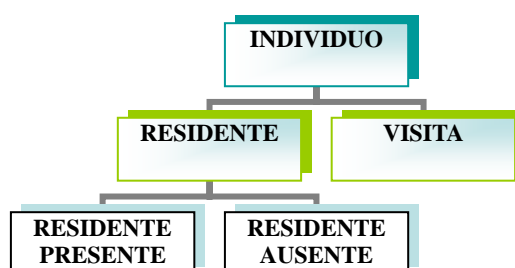 INDIVIDUO
RESIDENTE
VISITA
RESIDENTE
PRESENTE
RESIDENTE
AUSENTE